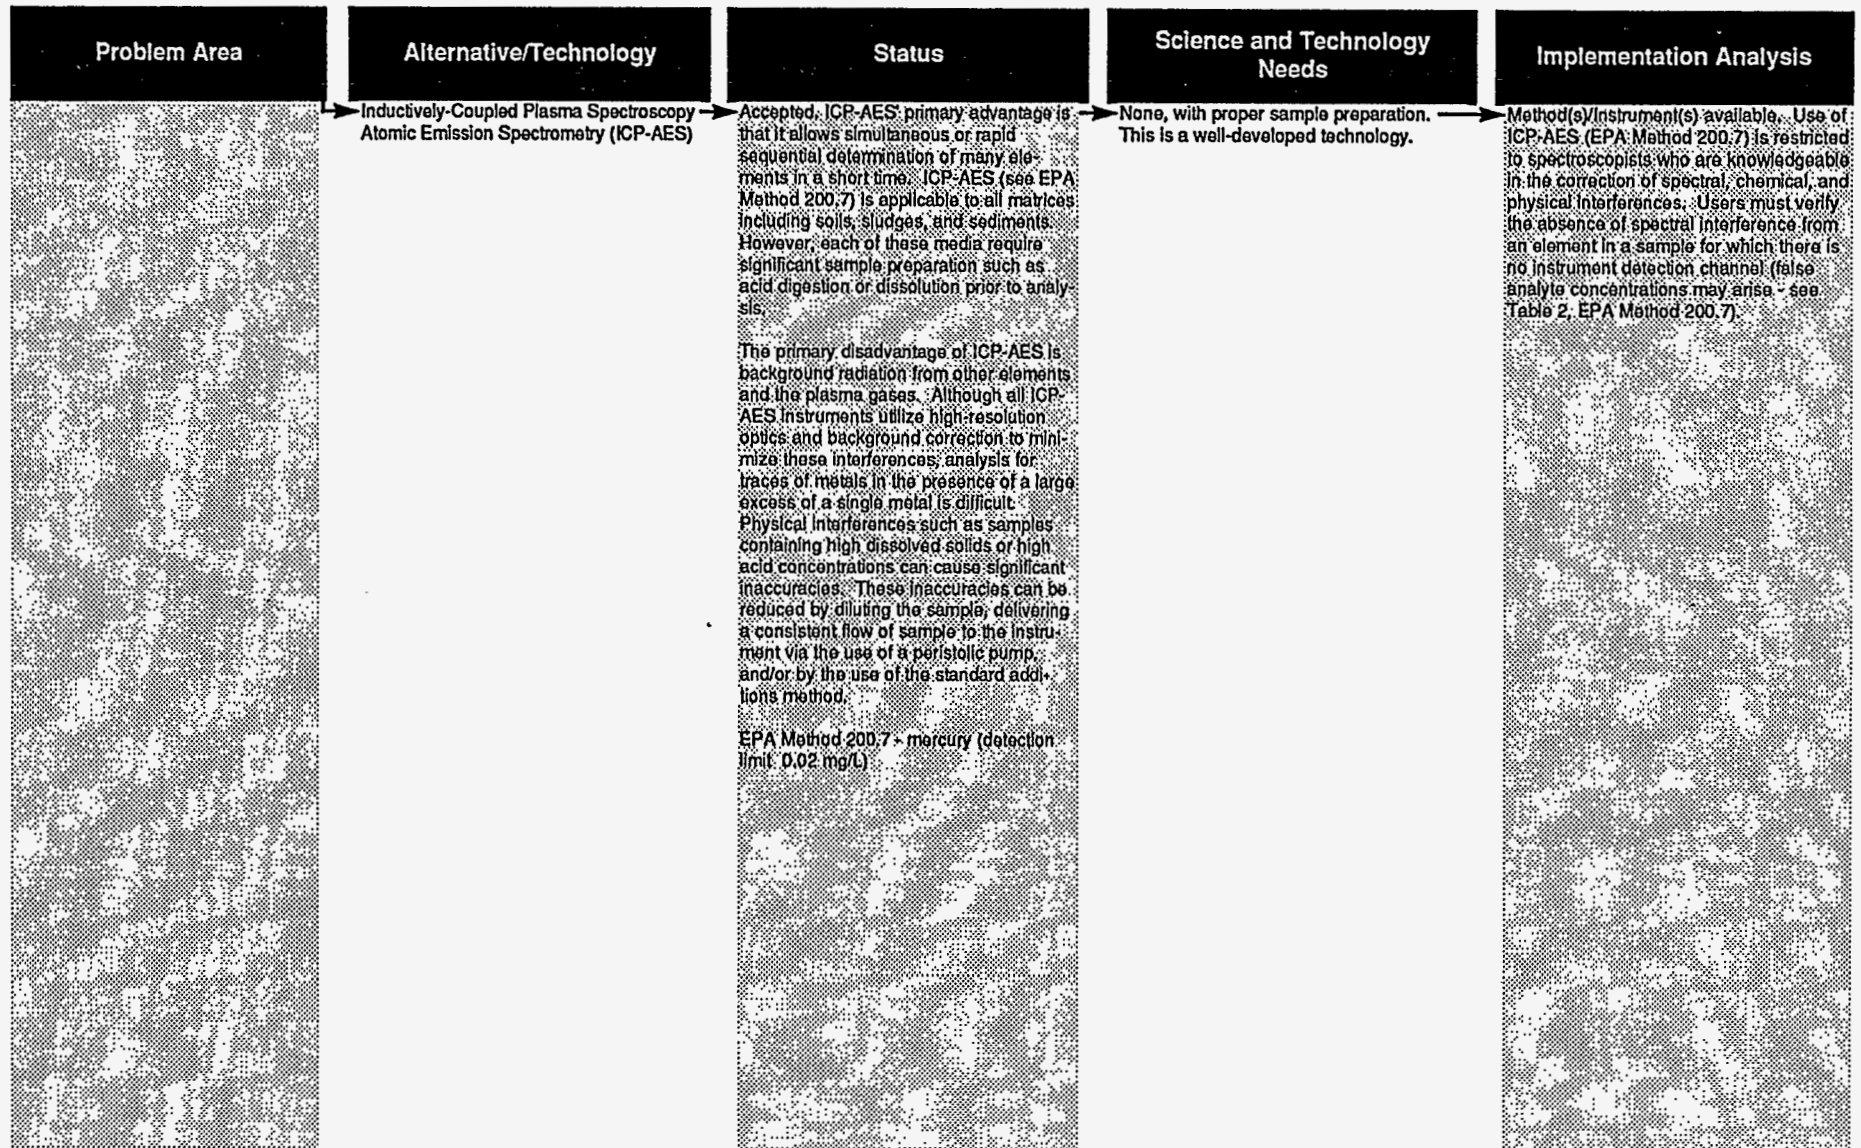 Problem Area
Alternative/Technology
Status
Science and Technology
Needs
Implementation Analysis
Inductively-Coupled Plasma Spectroscopy
Atomic Emission Spectrometry (ICP-AES)
Accepted. ICP-AES' primary advantage is
that it allows simultaneous or rapid
sequential determination of many ele-
ments in a short time. ICP-AES (see EPA
Method 200.7) is applicable to all matrices
including soils, sludges, and sediments.
However, each of these media require
significant sample preparation such as
acid digestion or dissolution prior to analy-
sis.
The primary disadvantage of ICP-AES is
background radiation from other elements
and the plasma gases. Although all ICP-
AES instruments utilize high-resolution
optics and background correction to mini-
mize these interferences, analysis for
traces of metals in the presence of a large
excess of a single metal is difficult.
Physical interferences such as samples
containing high dissolved solids or high
acid concentrations can cause significant
inaccuracies. These inaccuracies can be
reduced by diluting the sample, delivering
a consistent flow of sample to the instru-
ment via the use of a peristolic pump,
and/or by the use of the standard addi-
tions method.
EPA Method 200.7 - mercury (detection
limit 0.02 mg/L)
None, with proper sample preparation.
This is a well-developed technology.
Method(s)/Instrument(s) available. Use of
ICP-AES (EPA Method 200.7) is restricted
to spectroscopists who are knowledgeable
in the correction of spectral, chemical, and
physical interferences. Users must verify
the absence of spectral interference from
an element in a sample for which there is
no instrument detection channel (false
analyte concentrations may arise - see
Table 2, EPA Method 200.7).